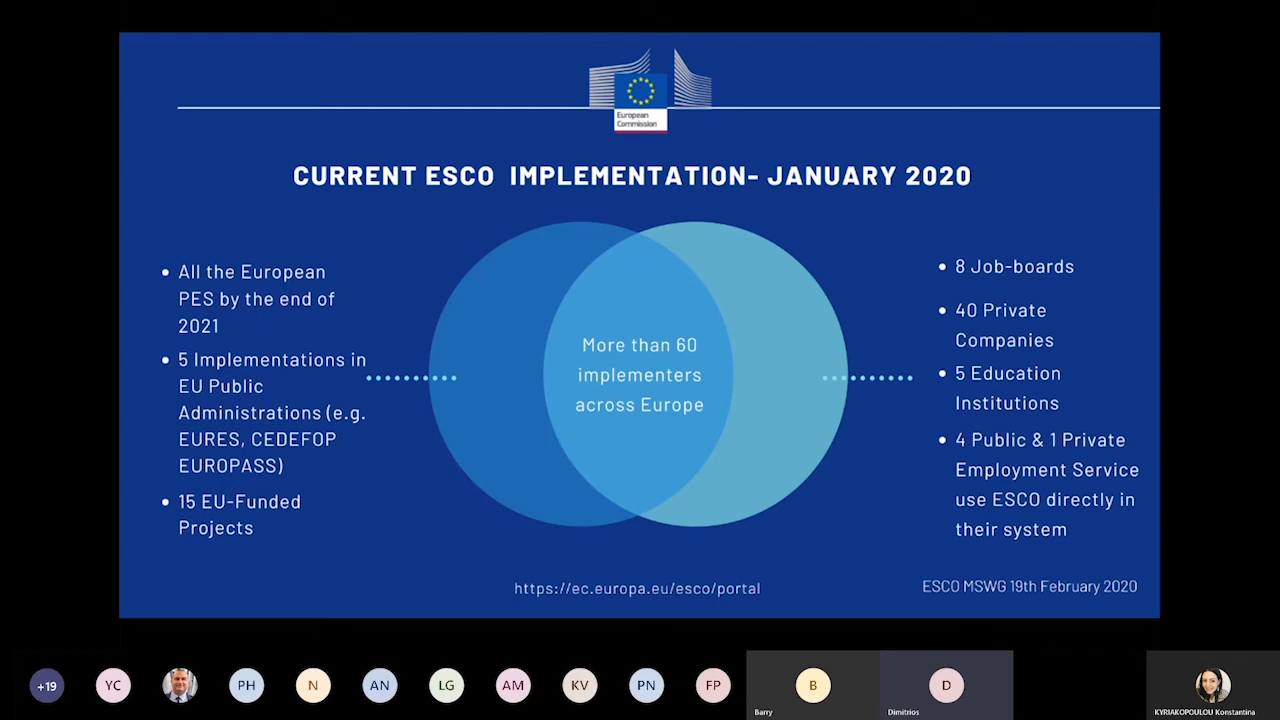 European
Commission
CURRENT ESCO IMPLEMENTATION- JANUARY 2020
All the European
PES by the end of
2021
5 Implementations in
EU Public
Administrations (e.g.
EURES, CEDEFOP
EUROPASS)
15 EU-Funded
Projects
More than 60
implementers
across Europe
8 Job-boards
40 Private
Companies
5 Education
Institutions
4 Public & 1 Private
Employment Service
use ESCO directly in
their system
https://ec.europa.eu/esco/portal
ESCO MSWG 19th February 2020
+19
YC
PH
N
AN
LG
AM
KV
PN
FP
B
Barry
D
Dimitrios
KYRIAKOPOULOU Konstantina